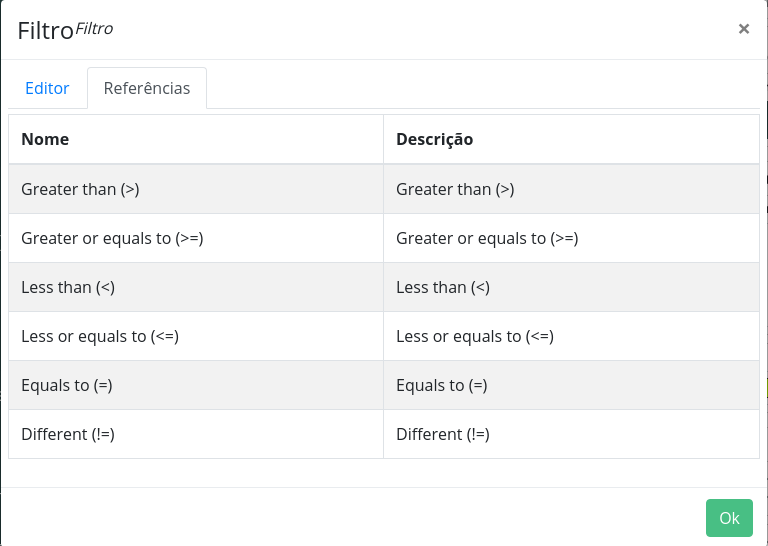 Filtro Filtro ×
Editor Referências
Nome Descrição
Greater than (>) Greater than (>)
Greater or equals to (>=) Greater or equals to (>=)
Less than (<) Less than (<)
Less or equals to (<=) Less or equals to (<=)
Equals to (=) Equals to (=)
Different (!=) Different (!=)
Ok